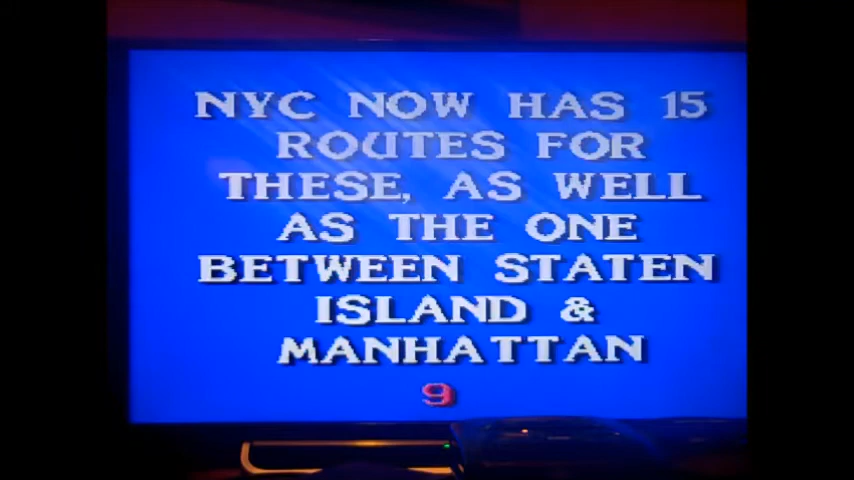 NYC NOW HAS 15
ROUTES FOR
THESE, AS WELL
AS THE ONE
BETWEEN STATEN
ISLAND &
MANHATTAN
9